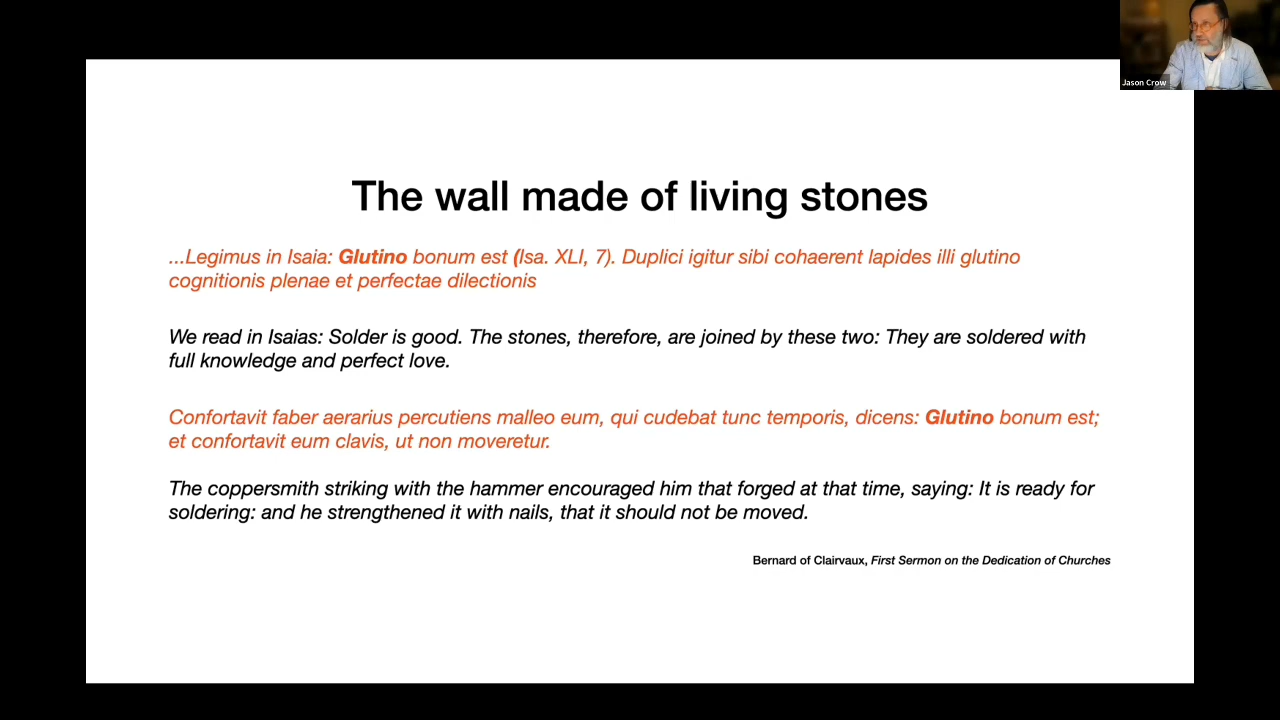 Jason Crow
The wall made of living stones
...Legimus in Isaia: Glutino bonum est (Isa. XLI, 7). Duplici igitur sibi cohaerent lapides illi glutino
cognitionis plenae et perfectae dilectionis
We read in Isaias: Solder is good. The stones, therefore, are joined by these two: They are soldered with
full knowledge and perfect love.
Confortavit faber aerarius percutiens malleo eum, qui cudebat tunc temporis, dicens: Glutino bonum est;
et confortavit eum clavis, ut non moveretur.
The coppersmith striking with the hammer encouraged him that forged at that time, saying: It is ready for
soldering: and he strengthened it with nails, that it should not be moved.
Bernard of Clairvaux, First Sermon on the Dedication of Churches